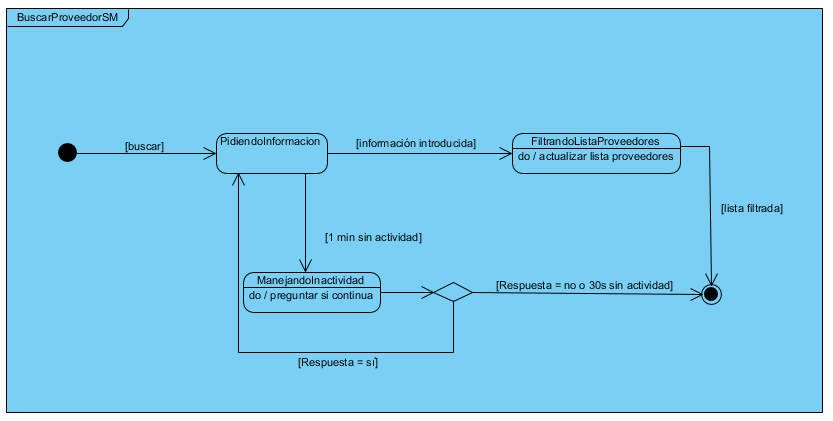 BuscarProveedorSM
[buscar]
PidiendoInformacion
[información introducida]
FiltrandoListaProveedores
do / actualizar lista proveedores
[lista filtrada]
[1 min sin actividad]
ManejandoInactividad
do / preguntar si continua
[Respuesta = no o 30s sin actividad]
[Respuesta = sí]